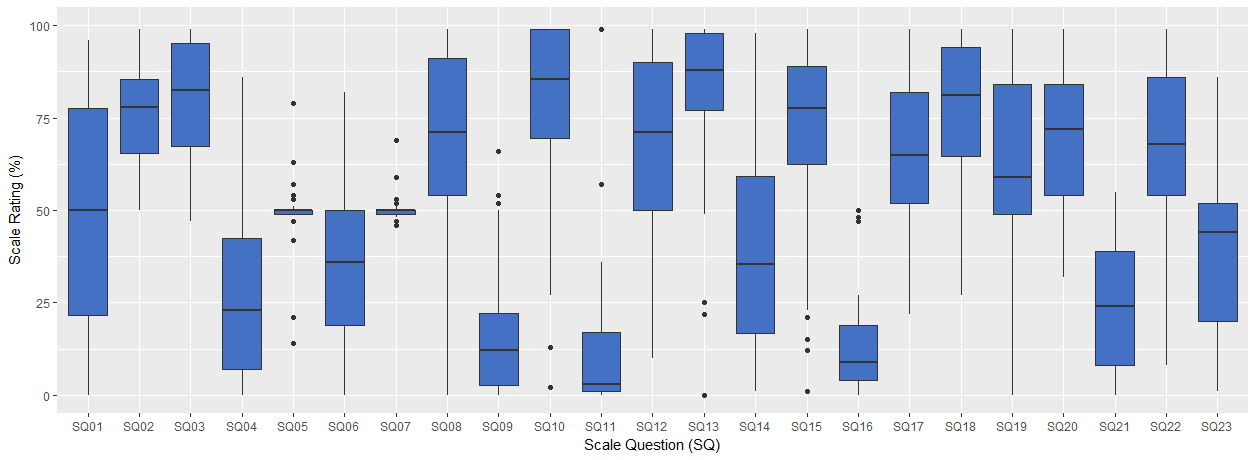 Scale Rating (%)
100
75
50
25
0
SQ01 SQ02 SQ03 SQ04 SQ05 SQ06 SQ07 SQ08 SQ09 SQ10 SQ11 SQ12 SQ13 SQ14 SQ15 SQ16 SQ17 SQ18 SQ19 SQ20 SQ21 SQ22 SQ23
Scale Question (SQ)